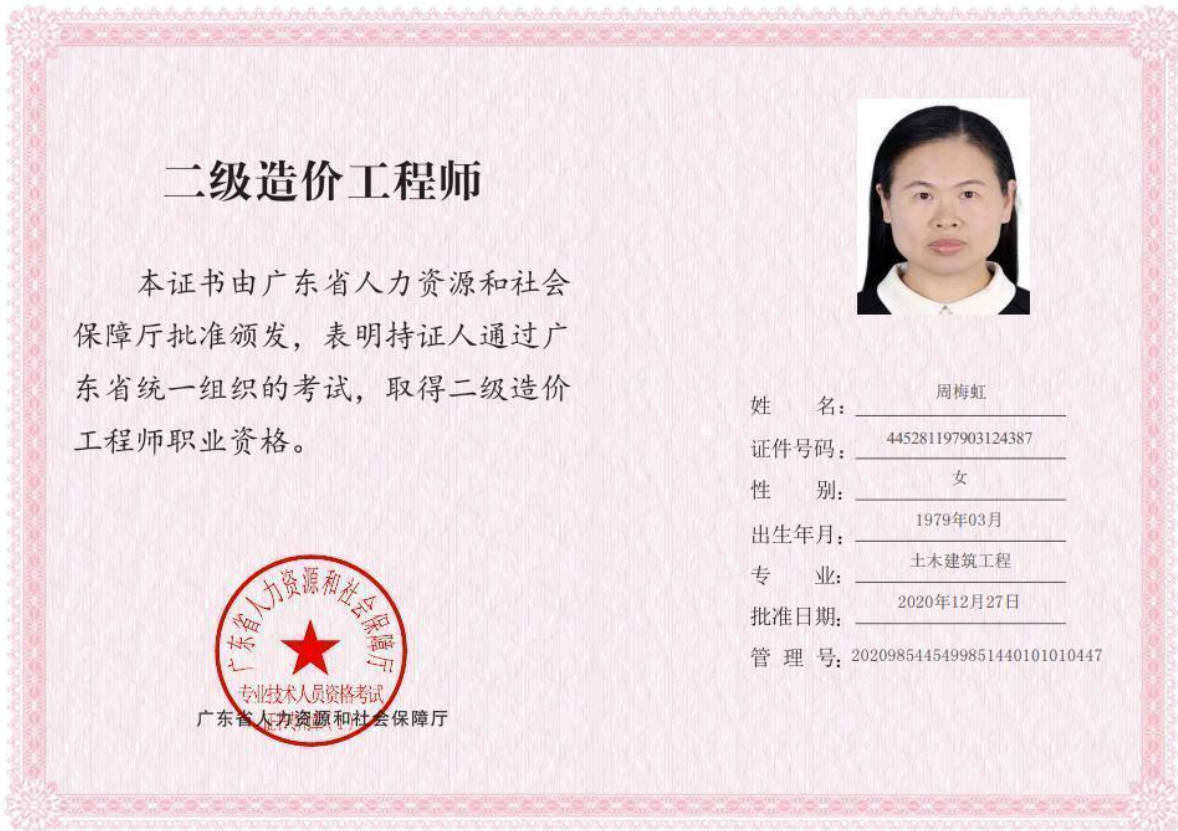 二级造价工程师
本证书由广东省人力资源和社会
保障厅批准颁发，表明持证人通过广
东省统一组织的考试，取得二级造价
工程师职业资格。
姓 名：周梅虹
证件号码：445281197903124387
性 别：女
出生年月：1979年03月
专 业：土木建筑工程
批准日期：2020年12月27日
管 理 号：20209854454998514401010104​47
广东省人力资源和社会保障厅
专业技术人员资格考试
广东省人力资源和社会保障厅